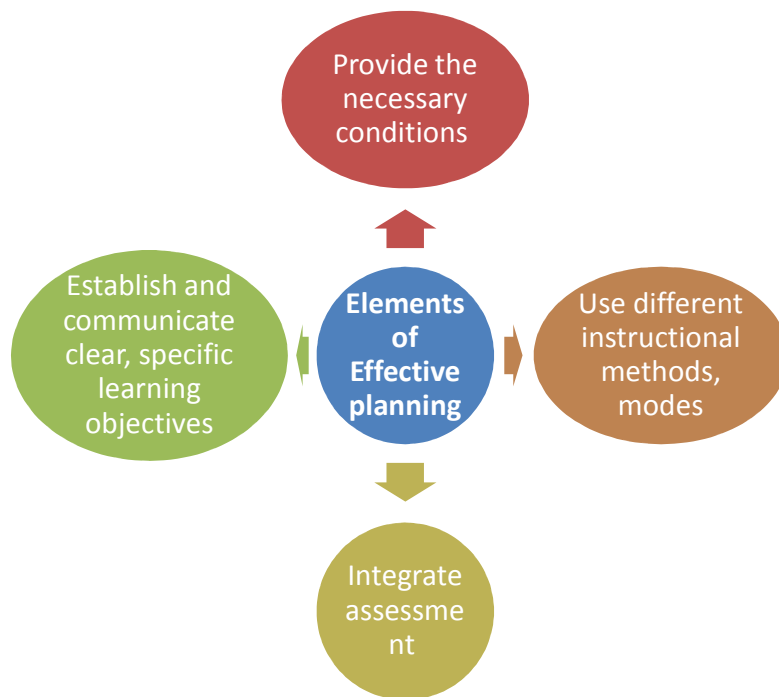 Provide the
necessary
conditions
Establish and
communicate
clear, specific
learning
objectives
Elements
of
Effective
planning
Use different
instructional
methods,
modes
Integrate
assessme
nt